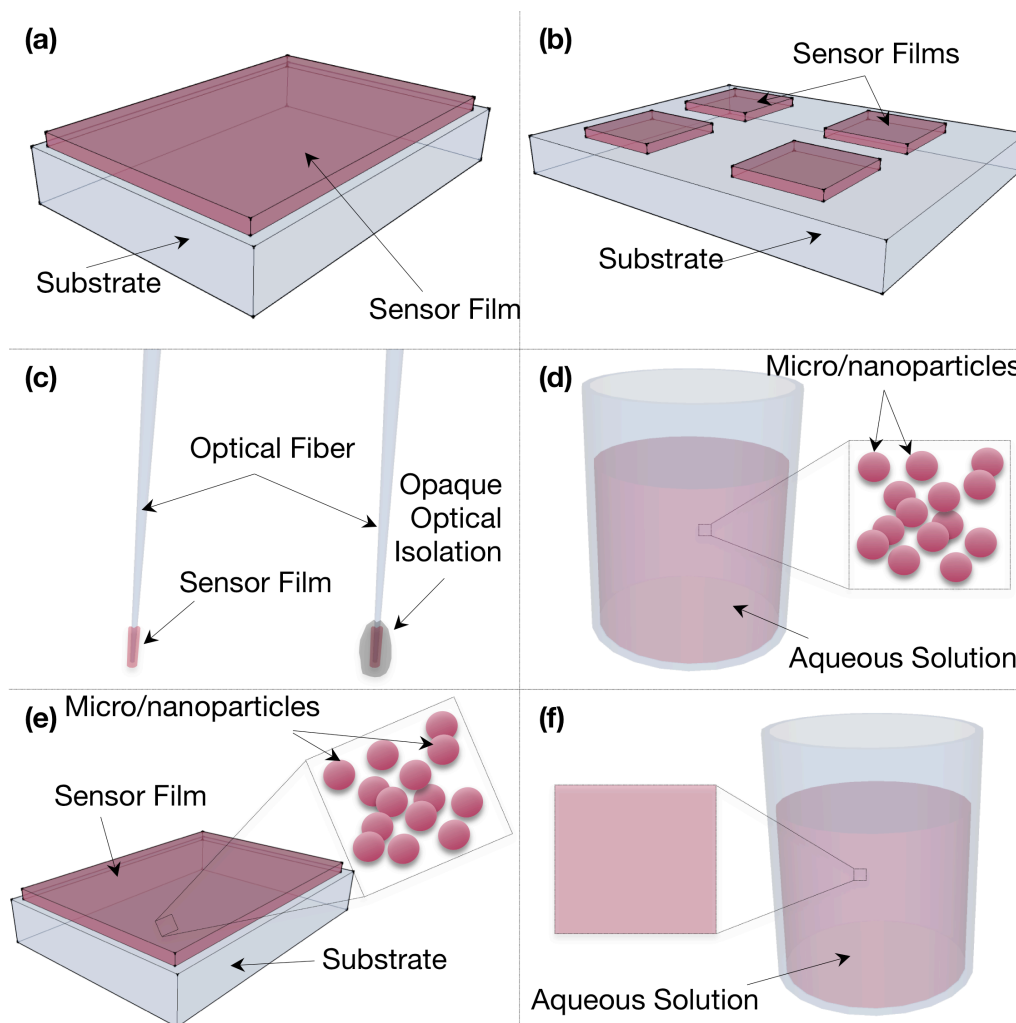 (a)
Substrate
Sensor Film
(b)
Sensor Films
Substrate
(c)
Optical Fiber
Opaque
Optical
Isolation
Sensor Film
(d)
Micro/nanoparticles
Aqueous Solution
(e)
Micro/nanoparticles
Sensor Film
Substrate
(f)
Aqueous Solution